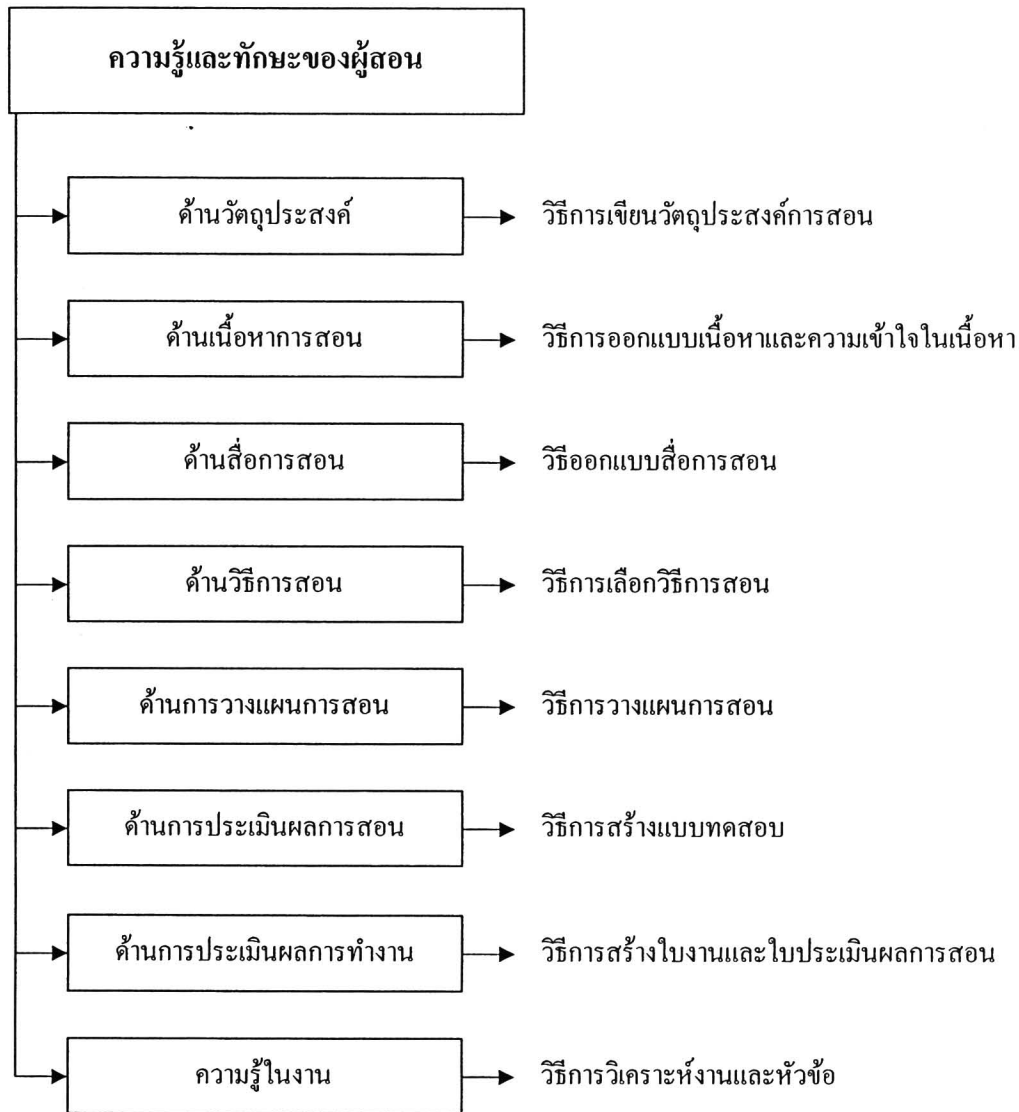 ความรู้และทักษะของผู้สอน
ด้านวัตถุประสงค์ วิธีการเขียนวัตถุประสงค์การสอน
ด้านเนื้อหาการสอน วิธีการออกแบบเนื้อหาและความเข้าใจในเนื้อหา
ด้านสื่อการสอน วิธีออกแบบสื่อการสอน
ด้านวิธีการสอน วิธีการเลือกวิธีการสอน
ด้านการวางแผนการสอน วิธีการวางแผนการสอน
ด้านการประเมินผลการสอน วิธีการสร้างแบบทดสอบ
ด้านการประเมินผลการทำงาน วิธีการสร้างใบงานและใบประเมินผลการสอน
ความรู้ในงาน วิธีการวิเคราะห์งานและหัวข้อ